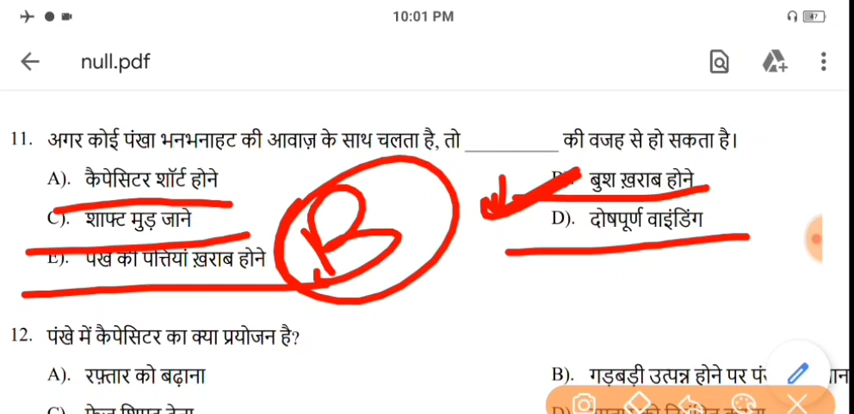 10:01 PM
null.pdf
11. अगर कोई पंखा भनभनाहट की आवाज़ के साथ चलता है, तो __________ की वजह से हो सकता है।
A). कैपेसिटर शॉर्ट होने बुश ख़राब होने
C). शाफ्ट मुड़ जाने D). दोषपूर्ण वाइंडिंग
B
E). पंखे की पत्तियां ख़राब होने
12. पंखे में कैपेसिटर का क्या प्रयोजन है?
A). रफ़्तार को बढ़ाना B). गड़बड़ी उत्पन्न होने पर